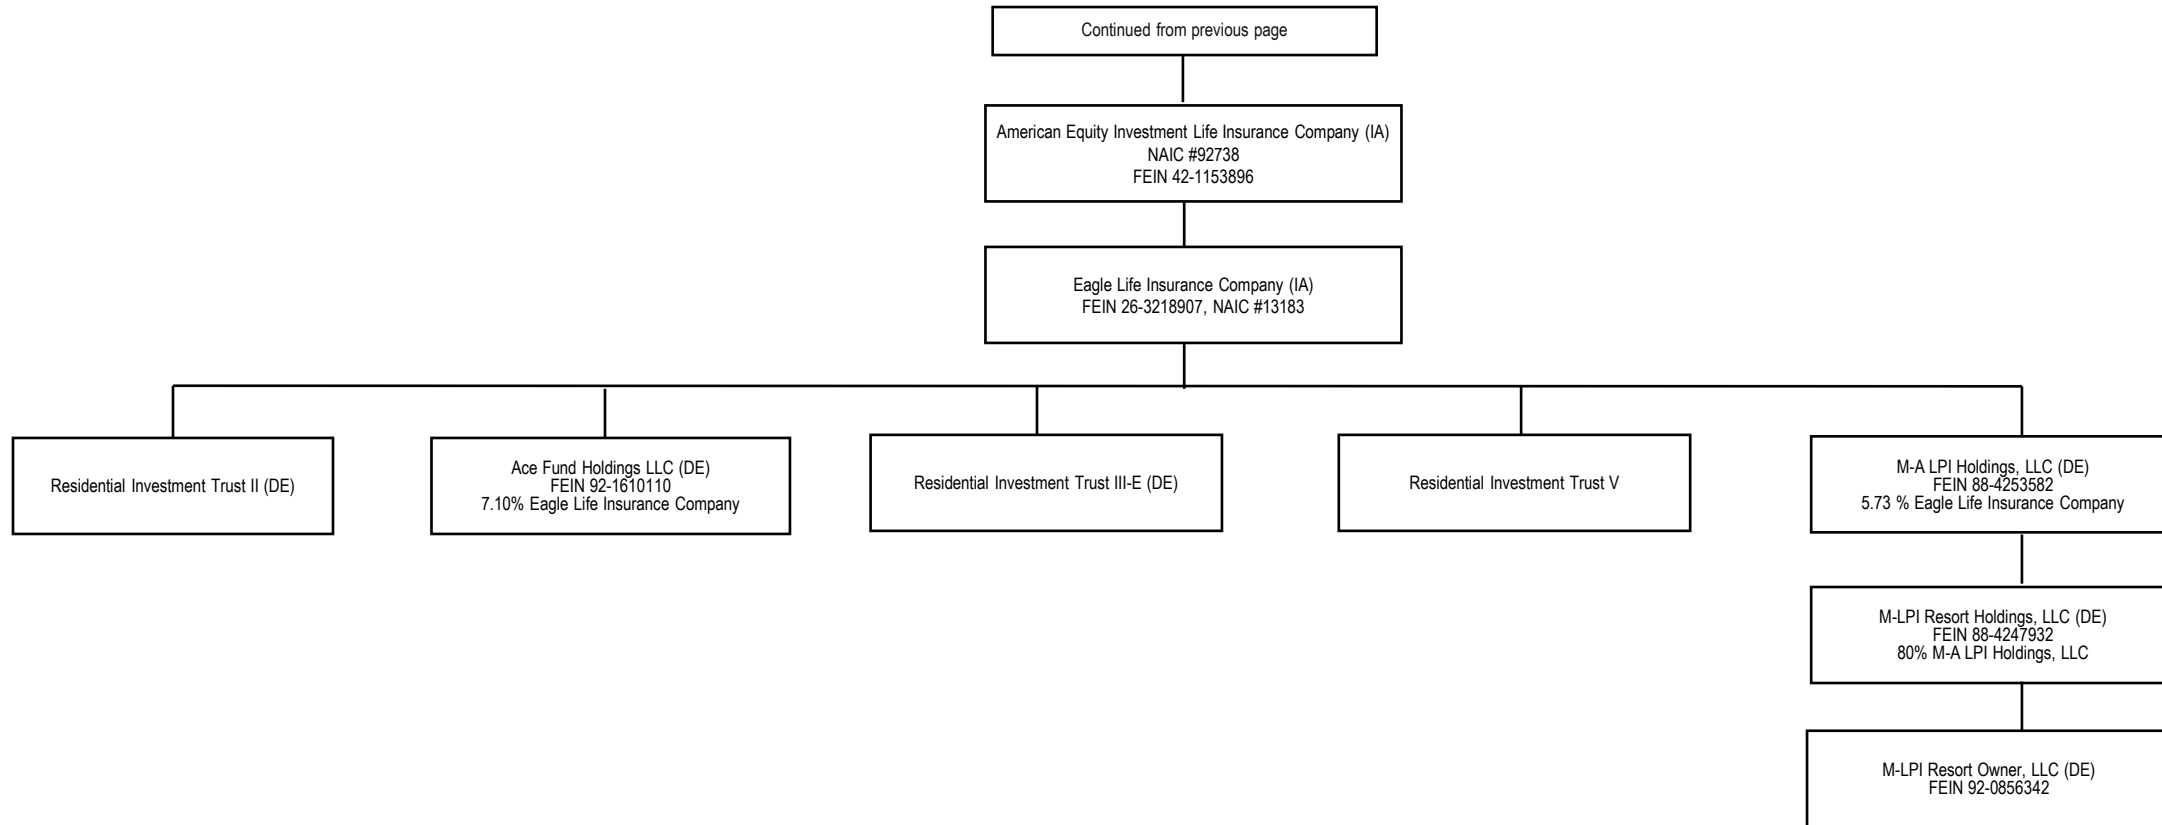 Continued from previous page
American Equity Investment Life Insurance Company (IA)
NAIC #92738
FEIN 42-1153896
Eagle Life Insurance Company (IA)
FEIN 26-3218907, NAIC #13183
Residential Investment Trust II (DE)
Ace Fund Holdings LLC (DE)
FEIN 92-1610110
7.10% Eagle Life Insurance Company
Residential Investment Trust III-E (DE)
Residential Investment Trust V
M-A LPI Holdings, LLC (DE)
FEIN 88-4253582
5.73 % Eagle Life Insurance Company
M-LPI Resort Holdings, LLC (DE)
FEIN 88-4247932
80% M-A LPI Holdings, LLC
M-LPI Resort Owner, LLC (DE)
FEIN 92-0856342